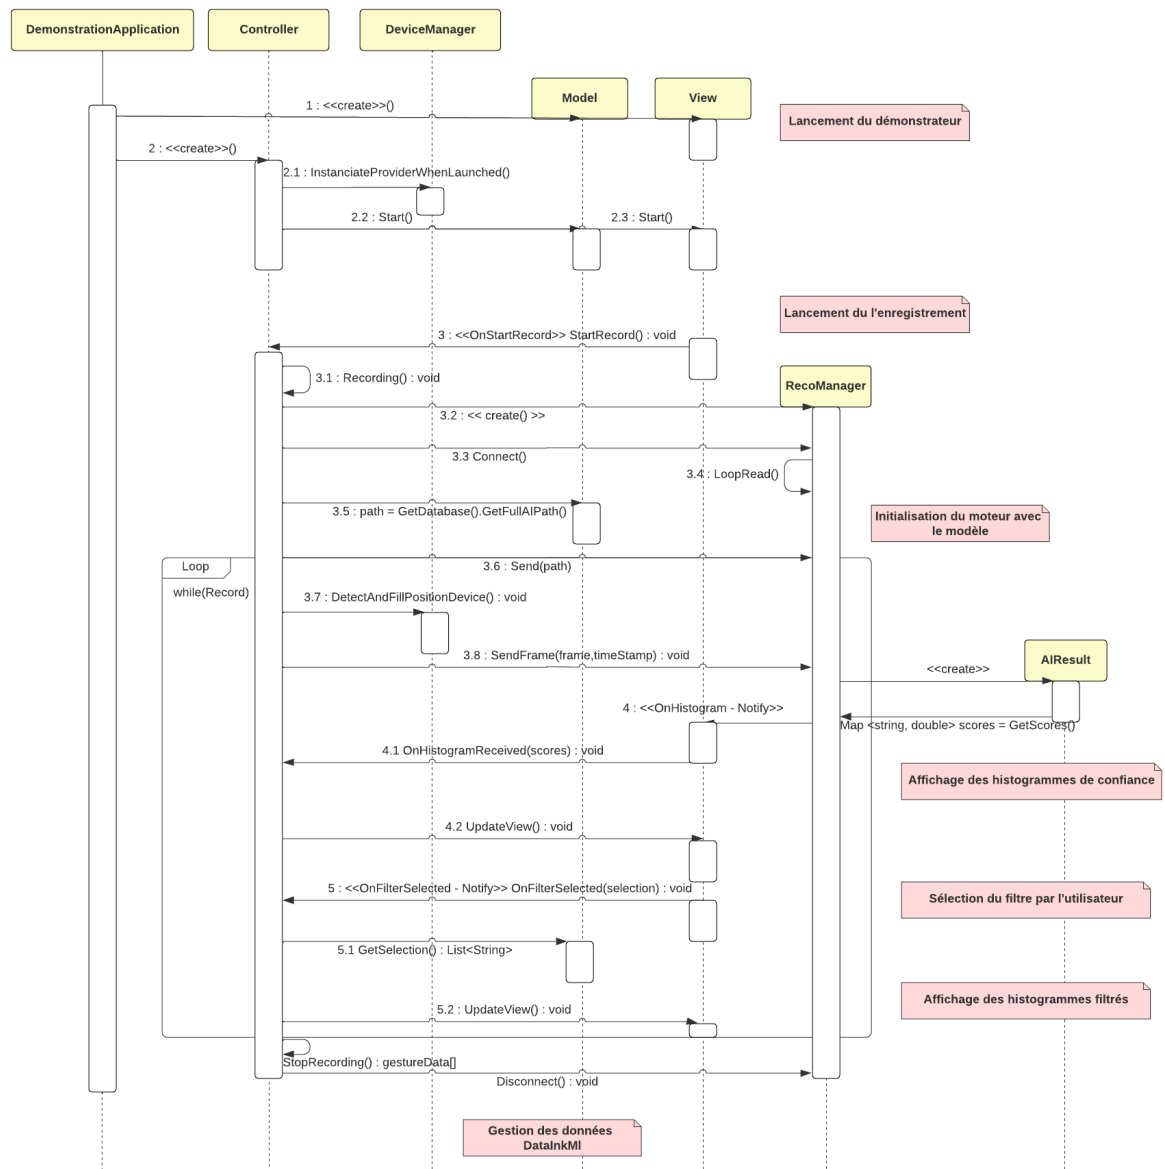 DemonstrationApplication
Controller
DeviceManager
Model
View
1 : <<create>>()
Lancement du démonstrateur
2 : <<create>>()
2.1 : InstanciateProviderWhenLaunched()
2.2 : Start()
2.3 : Start()
Lancement du l'enregistrement
3 : <<OnStartRecord>> StartRecord() : void
3.1 : Recording() : void
RecoManager
3.2 : << create() >>
3.3 Connect()
3.4 : LoopRead()
3.5 : path = GetDatabase().GetFullAIPath()
Initialisation du moteur avec
le modèle
Loop
3.6 : Send(path)
while(Record)
3.7 : DetectAndFillPositionDevice() : void
3.8 : SendFrame(frame,timeStamp) : void
AIResult
<<create>>
4 : <<OnHistogram - Notify>>
Map <string, double> scores = GetScores()
4.1 OnHistogramReceived(scores) : void
Affichage des histogrammes de confiance
4.2 UpdateView() : void
5 : <<OnFilterSelected - Notify>> OnFilterSelected(selection) : void
Sélection du filtre par l'utilisateur
5.1 GetSelection() : List<String>
Affichage des histogrammes filtrés
5.2 : UpdateView() : void
StopRecording() : gestureData[]
Disconnect() : void
Gestion des données
DataInkMl